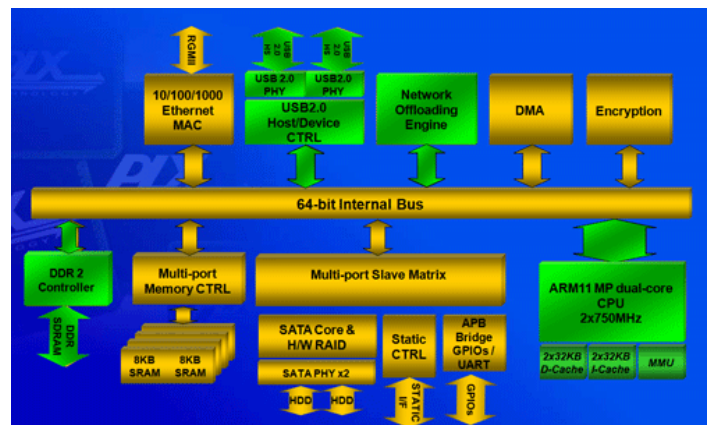 RGMII
USB 2.0 HS
USB 2.0 HS
10/100/1000
Ethernet
MAC
USB 2.0
PHY
USB2.0
PHY
USB2.0
Host/Device
CTRL
Network
Offloading
Engine
DMA
Encryption
64-bit Internal Bus
DDR 2
Controller
Multi-port
Memory CTRL
Multi-port Slave Matrix
ARM11 MP dual-core
CPU
2x750MHz
DDR
SDRAM
8KB
SRAM
8KB
SRAM
SATA Core &
H/W RAID
SATA PHY x2
HDD
HDD
Static
CTRL
STATIC
I/F
APB
Bridge
GPIOs /
UART
GPIOs
2x32KB
D-Cache
2x32KB
I-Cache
MMU
PLX